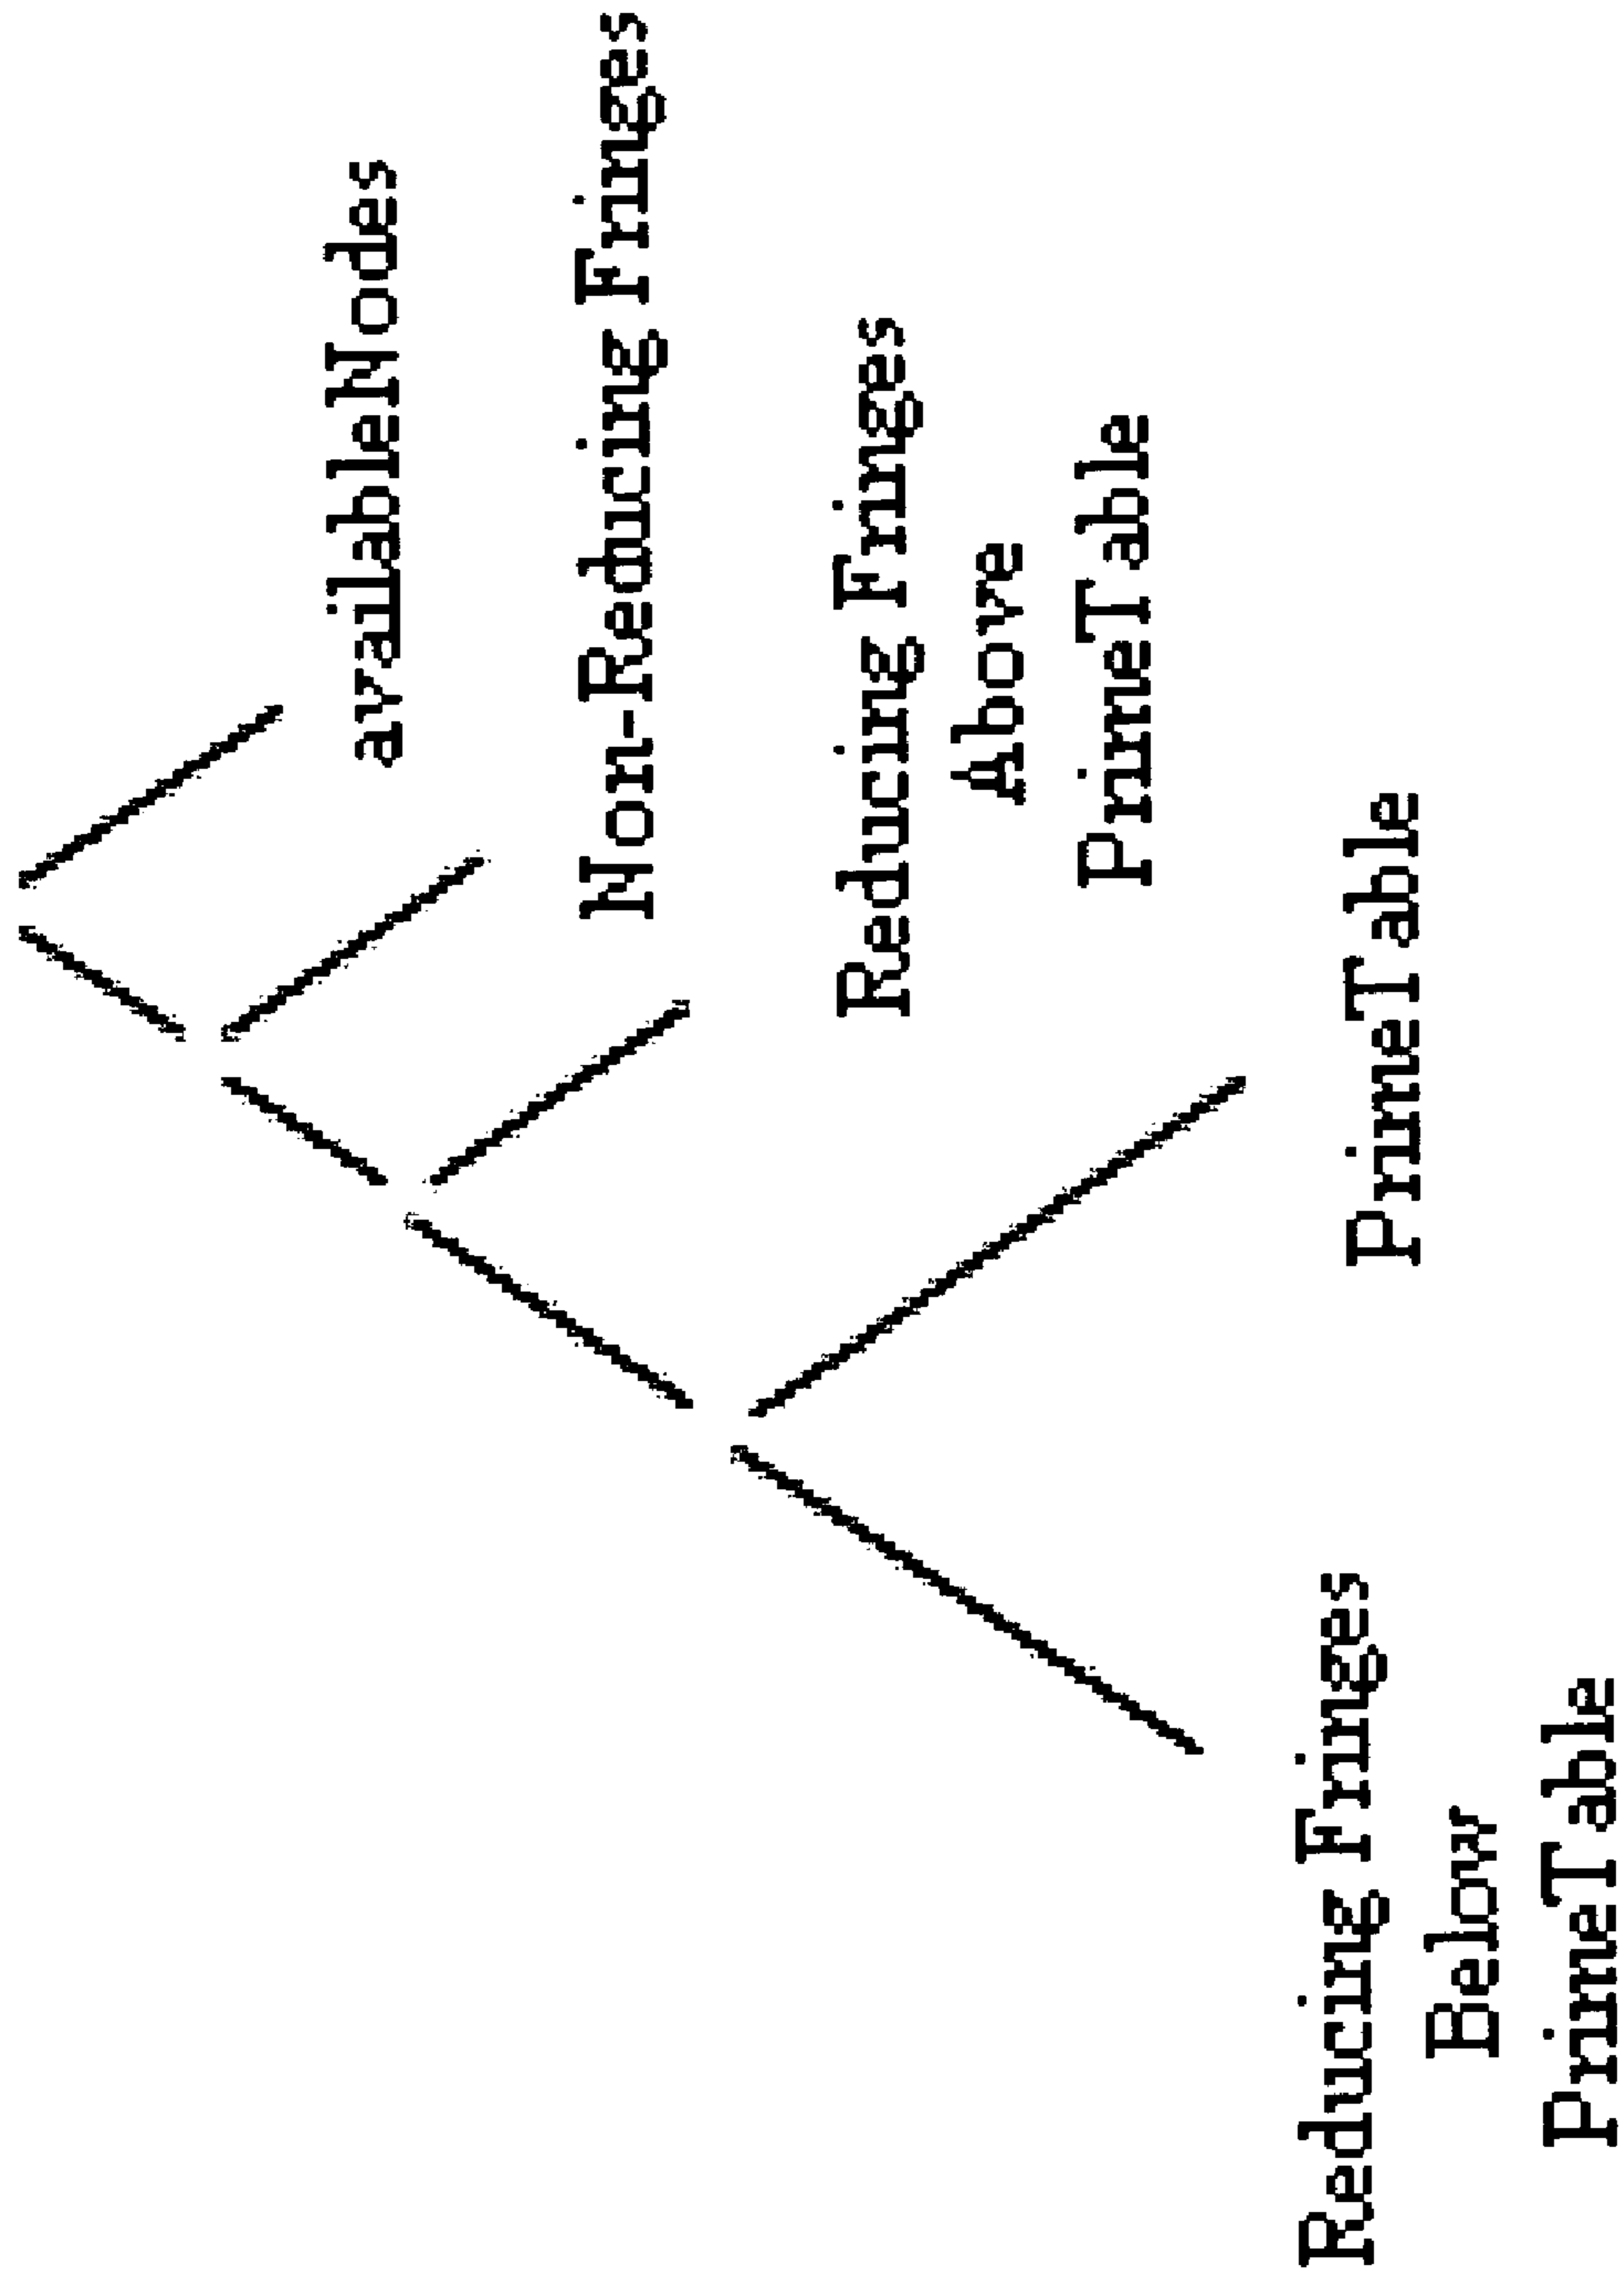 availableNodes
Non-Reducing Fringes
Reducing Fringes
Above
PrimeTable
PrimeTable
Reducing Fringes
Below
PrimeTable